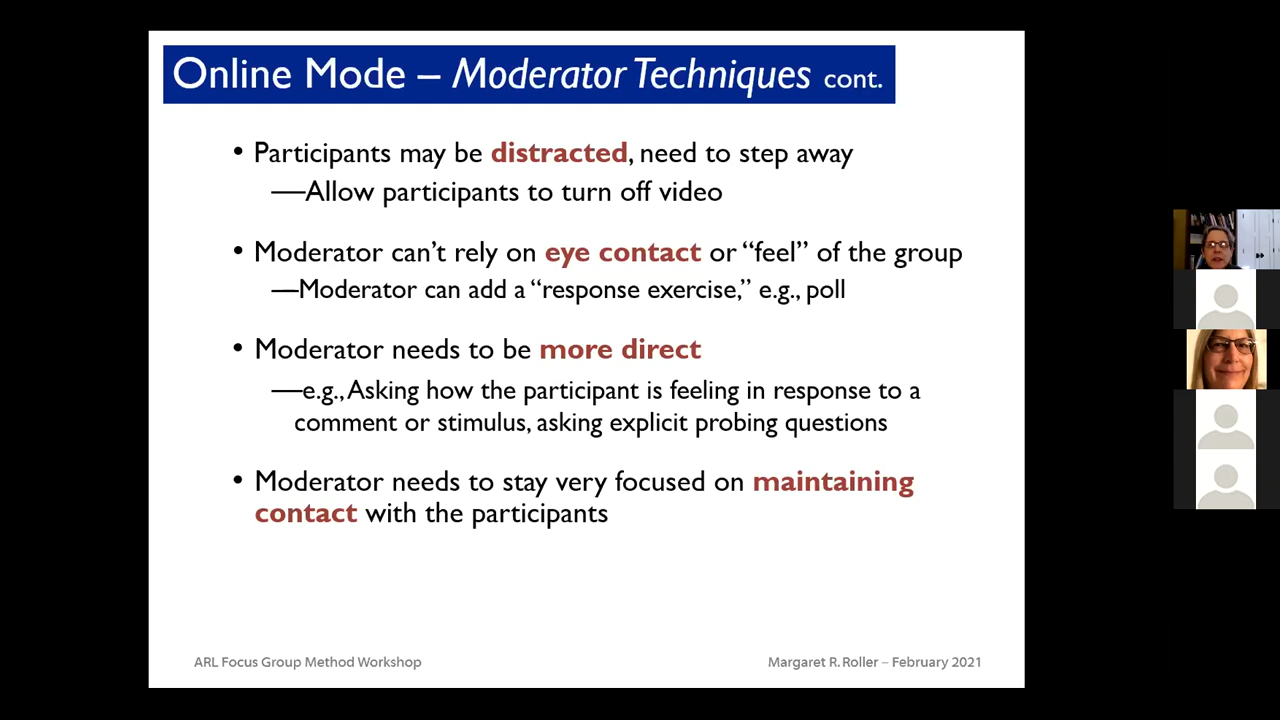 Online Mode – Moderator Techniques cont.
• Participants may be distracted, need to step away
—Allow participants to turn off video
• Moderator can’t rely on eye contact or “feel” of the group
—Moderator can add a “response exercise,” e.g., poll
• Moderator needs to be more direct
—e.g., Asking how the participant is feeling in response to a
comment or stimulus, asking explicit probing questions
• Moderator needs to stay very focused on maintaining
contact with the participants
ARL Focus Group Method Workshop
Margaret R. Roller – February 2021